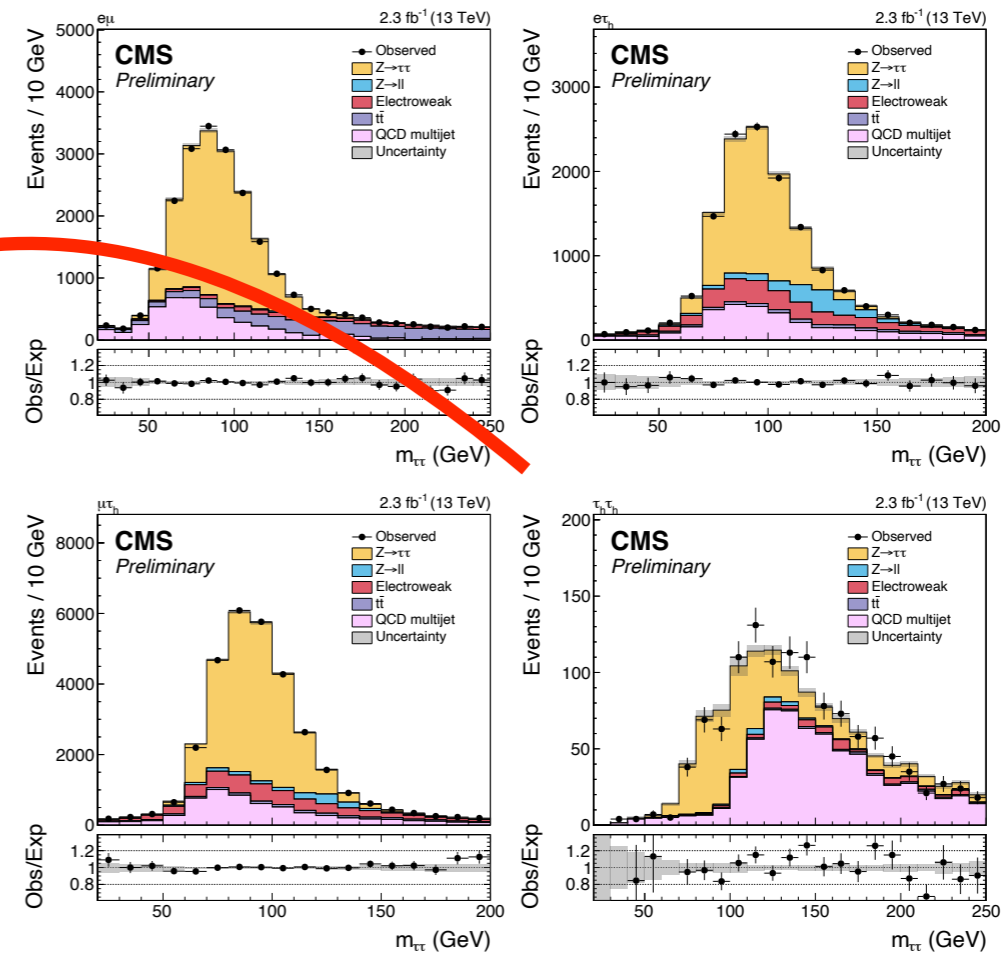 eμ 2.3 fb⁻¹ (13 TeV)
Events / 10 GeV
5000
4000
3000
2000
1000
0
CMS
Preliminary
Observed
Z→ττ
Z→ll
Electroweak
tt̄
QCD multijet
Uncertainty
Obs/Exp
1.2
1
0.8
50 100 150 200 250
m_ττ (GeV)
eτ_h 2.3 fb⁻¹ (13 TeV)
Events / 10 GeV
3000
2000
1000
0
CMS
Preliminary
Observed
Z→ττ
Z→ll
Electroweak
tt̄
QCD multijet
Uncertainty
Obs/Exp
1.2
1
0.8
50 100 150 200
m_ττ (GeV)
μτ_h 2.3 fb⁻¹ (13 TeV)
Events / 10 GeV
8000
6000
4000
2000
0
CMS
Preliminary
Observed
Z→ττ
Z→ll
Electroweak
tt̄
QCD multijet
Uncertainty
Obs/Exp
1.2
1
0.8
50 100 150 200
m_ττ (GeV)
τ_hτ_h 2.3 fb⁻¹ (13 TeV)
Events / 10 GeV
200
150
100
50
0
CMS
Preliminary
Observed
Z→ττ
Z→ll
Electroweak
tt̄
QCD multijet
Uncertainty
Obs/Exp
1.2
1
0.8
50 100 150 200 250
m_ττ (GeV)